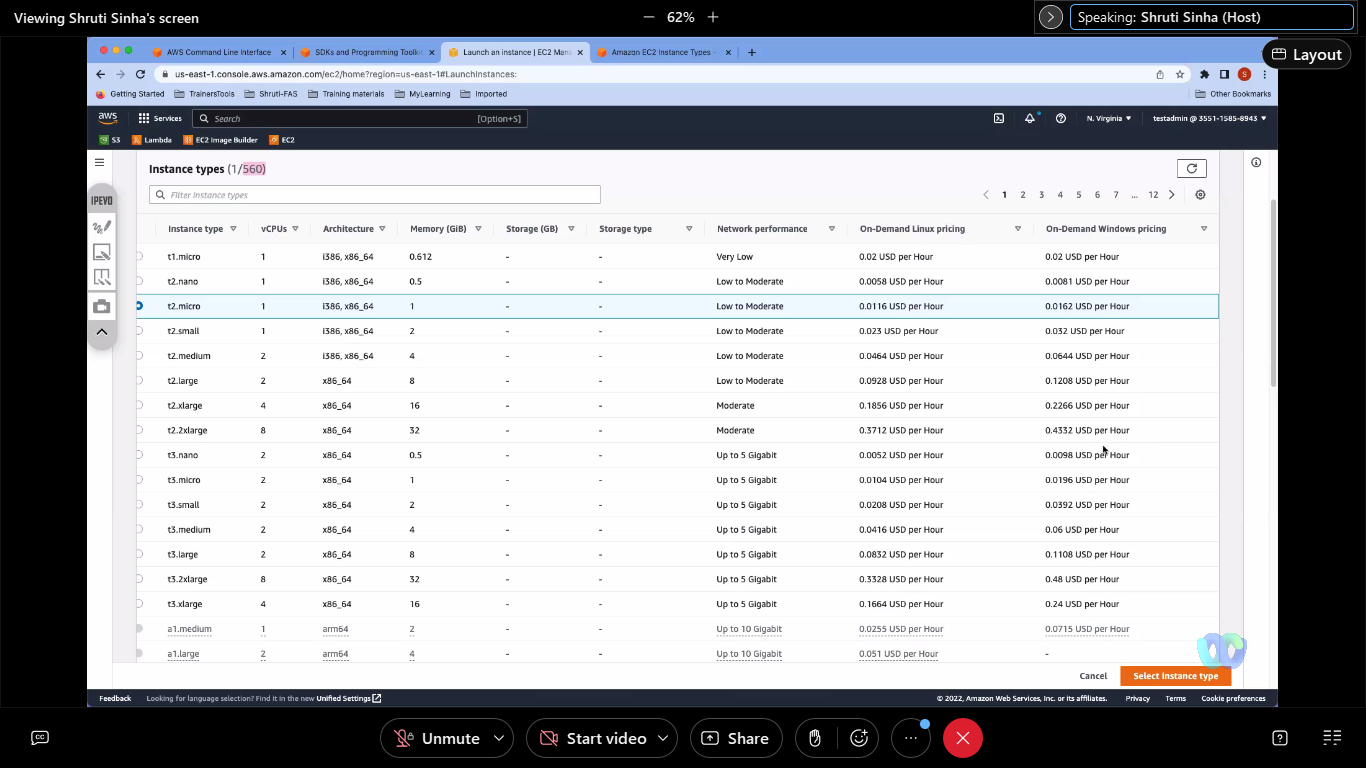 Viewing Shruti Sinha's screen
62%
Speaking: Shruti Sinha (Host)
Layout
AWS Command Line Interface
SDKs and Programming Toolkit
Launch an instance | EC2 Man
Amazon EC2 Instance Types -
us-east-1.console.aws.amazon.com/ec2/home?region=us-east-1#LaunchInstances:
S
Getting Started TrainersTools Shruti-FAS Training materials MyLearning Imported Other Bookmarks
aws Services Search [Option+S] N. Virginia testadmin @ 3551-1585-8943
S3 Lambda EC2 Image Builder EC2
IPEVO
Instance types (1/560)
Filter instance types
1 2 3 4 5 6 7 ... 12
Instance type vCPUs Architecture Memory (GiB) Storage (GB) Storage type Network performance On-Demand Linux pricing On-Demand Windows pricing
t1.micro 1 i386, x86_64 0.612 - - Very Low 0.02 USD per Hour 0.02 USD per Hour
t2.nano 1 i386, x86_64 0.5 - - Low to Moderate 0.0058 USD per Hour 0.0081 USD per Hour
t2.micro 1 i386, x86_64 1 - - Low to Moderate 0.0116 USD per Hour 0.0162 USD per Hour
t2.small 1 i386, x86_64 2 - - Low to Moderate 0.023 USD per Hour 0.032 USD per Hour
t2.medium 2 i386, x86_64 4 - - Low to Moderate 0.0464 USD per Hour 0.0644 USD per Hour
t2.large 2 x86_64 8 - - Low to Moderate 0.0928 USD per Hour 0.1208 USD per Hour
t2.xlarge 4 x86_64 16 - - Moderate 0.1856 USD per Hour 0.2266 USD per Hour
t2.2xlarge 8 x86_64 32 - - Moderate 0.3712 USD per Hour 0.4332 USD per Hour
t3.nano 2 x86_64 0.5 - - Up to 5 Gigabit 0.0052 USD per Hour 0.0098 USD per Hour
t3.micro 2 x86_64 1 - - Up to 5 Gigabit 0.0104 USD per Hour 0.0196 USD per Hour
t3.small 2 x86_64 2 - - Up to 5 Gigabit 0.0208 USD per Hour 0.0392 USD per Hour
t3.medium 2 x86_64 4 - - Up to 5 Gigabit 0.0416 USD per Hour 0.06 USD per Hour
t3.large 2 x86_64 8 - - Up to 5 Gigabit 0.0832 USD per Hour 0.1108 USD per Hour
t3.2xlarge 8 x86_64 32 - - Up to 5 Gigabit 0.3328 USD per Hour 0.48 USD per Hour
t3.xlarge 4 x86_64 16 - - Up to 5 Gigabit 0.1664 USD per Hour 0.24 USD per Hour
a1.medium 1 arm64 2 - - Up to 10 Gigabit 0.0255 USD per Hour 0.0715 USD per Hour
a1.large 2 arm64 4 - - Up to 10 Gigabit 0.051 USD per Hour -
Cancel Select instance type
Feedback Looking for language selection? Find it in the new Unified Settings © 2022, Amazon Web Services, Inc. or its affiliates. Privacy Terms Cookie preferences
Unmute Start video Share